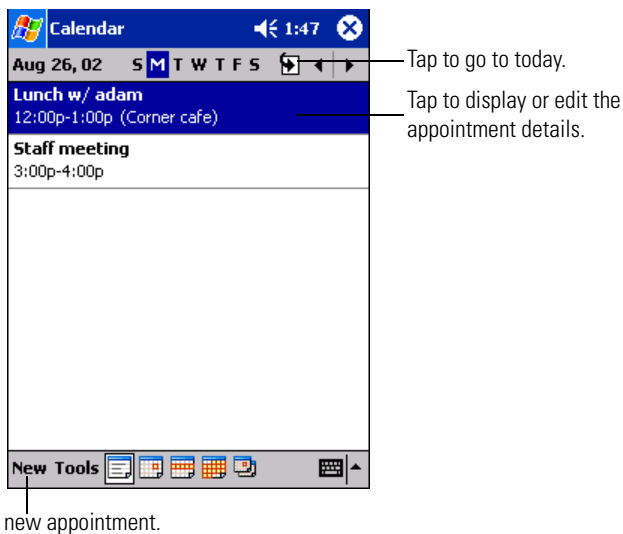 Calendar 1:47
Aug 26, 02 S M T W T F S
Tap to go to today.
Lunch w/ adam
12:00p-1:00p (Corner cafe)
Tap to display or edit the
appointment details.
Staff meeting
3:00p-4:00p
New Tools
new appointment.